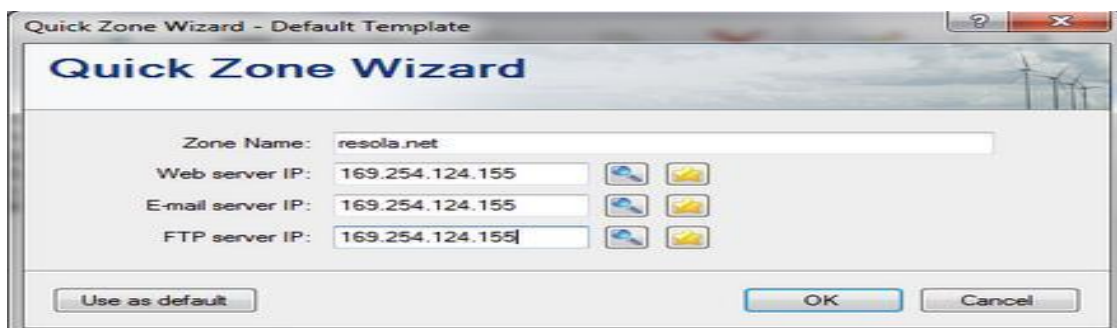 Quick Zone Wizard - Default Template
Quick Zone Wizard
Zone Name: resola.net
Web server IP: 169.254.124.155
E-mail server IP: 169.254.124.155
FTP server IP: 169.254.124.155
Use as default OK Cancel